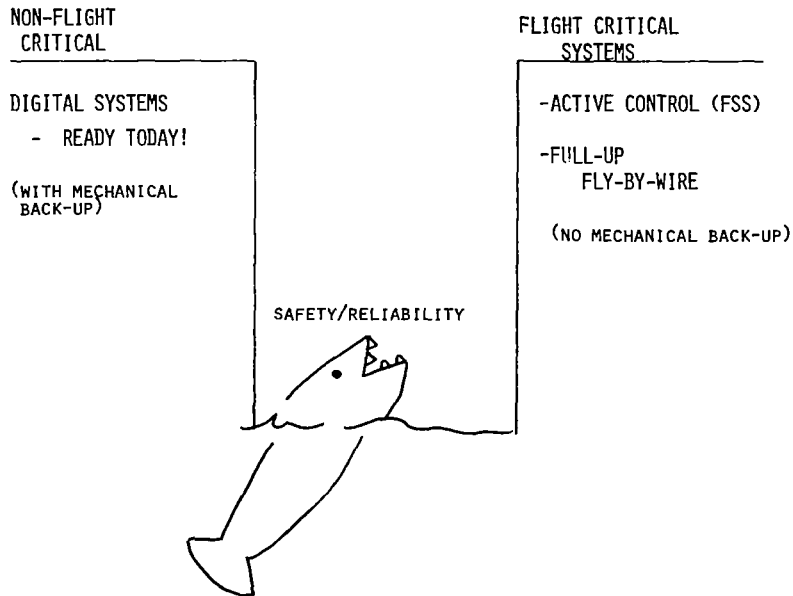 NON-FLIGHT
CRITICAL
DIGITAL SYSTEMS
- READY TODAY!
(WITH MECHANICAL
BACK-UP)
FLIGHT CRITICAL
SYSTEMS
-ACTIVE CONTROL (FSS)
-FULL-UP
FLY-BY-WIRE
(NO MECHANICAL BACK-UP)
SAFETY/RELIABILITY